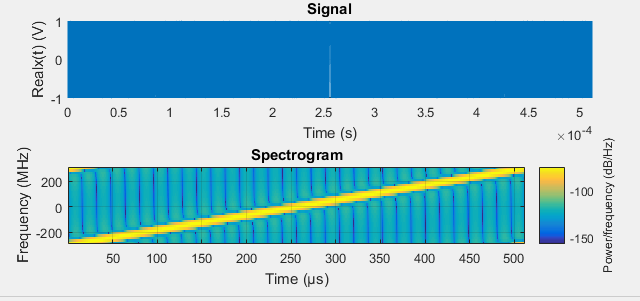 Signal
Realx(t) (V)
1
0
-1
0 0.5 1 1.5 2 2.5 3 3.5 4 4.5 5
Time (s)
×10⁻⁴
Spectrogram
Frequency (MHz)
200
0
-200
50 100 150 200 250 300 350 400 450 500
Time (μs)
-100
-150
Power/frequency (dB/Hz)